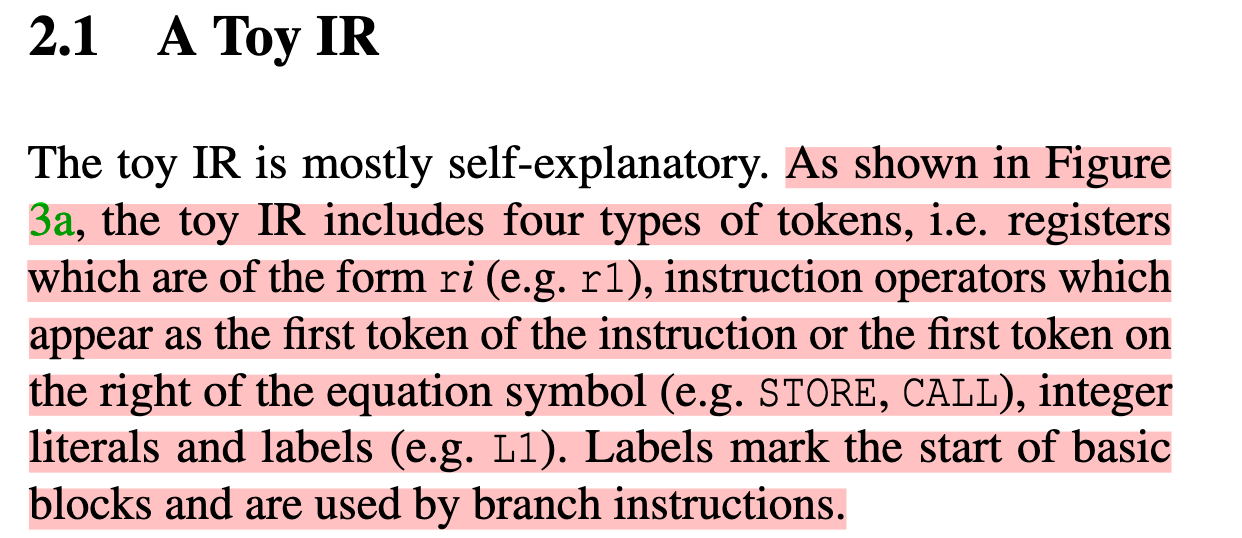 2.1 A Toy IR
The toy IR is mostly self-explanatory. As shown in Figure
3a, the toy IR includes four types of tokens, i.e. registers
which are of the form ri (e.g. r1), instruction operators which
appear as the first token of the instruction or the first token on
the right of the equation symbol (e.g. STORE, CALL), integer
literals and labels (e.g. L1). Labels mark the start of basic
blocks and are used by branch instructions.